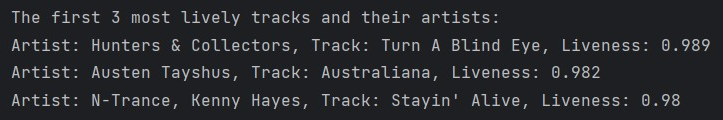 The first 3 most lively tracks and their artists:
Artist: Hunters & Collectors, Track: Turn A Blind Eye, Liveness: 0.989
Artist: Austen Tayshus, Track: Australiana, Liveness: 0.982
Artist: N-Trance, Kenny Hayes, Track: Stayin' Alive, Liveness: 0.98